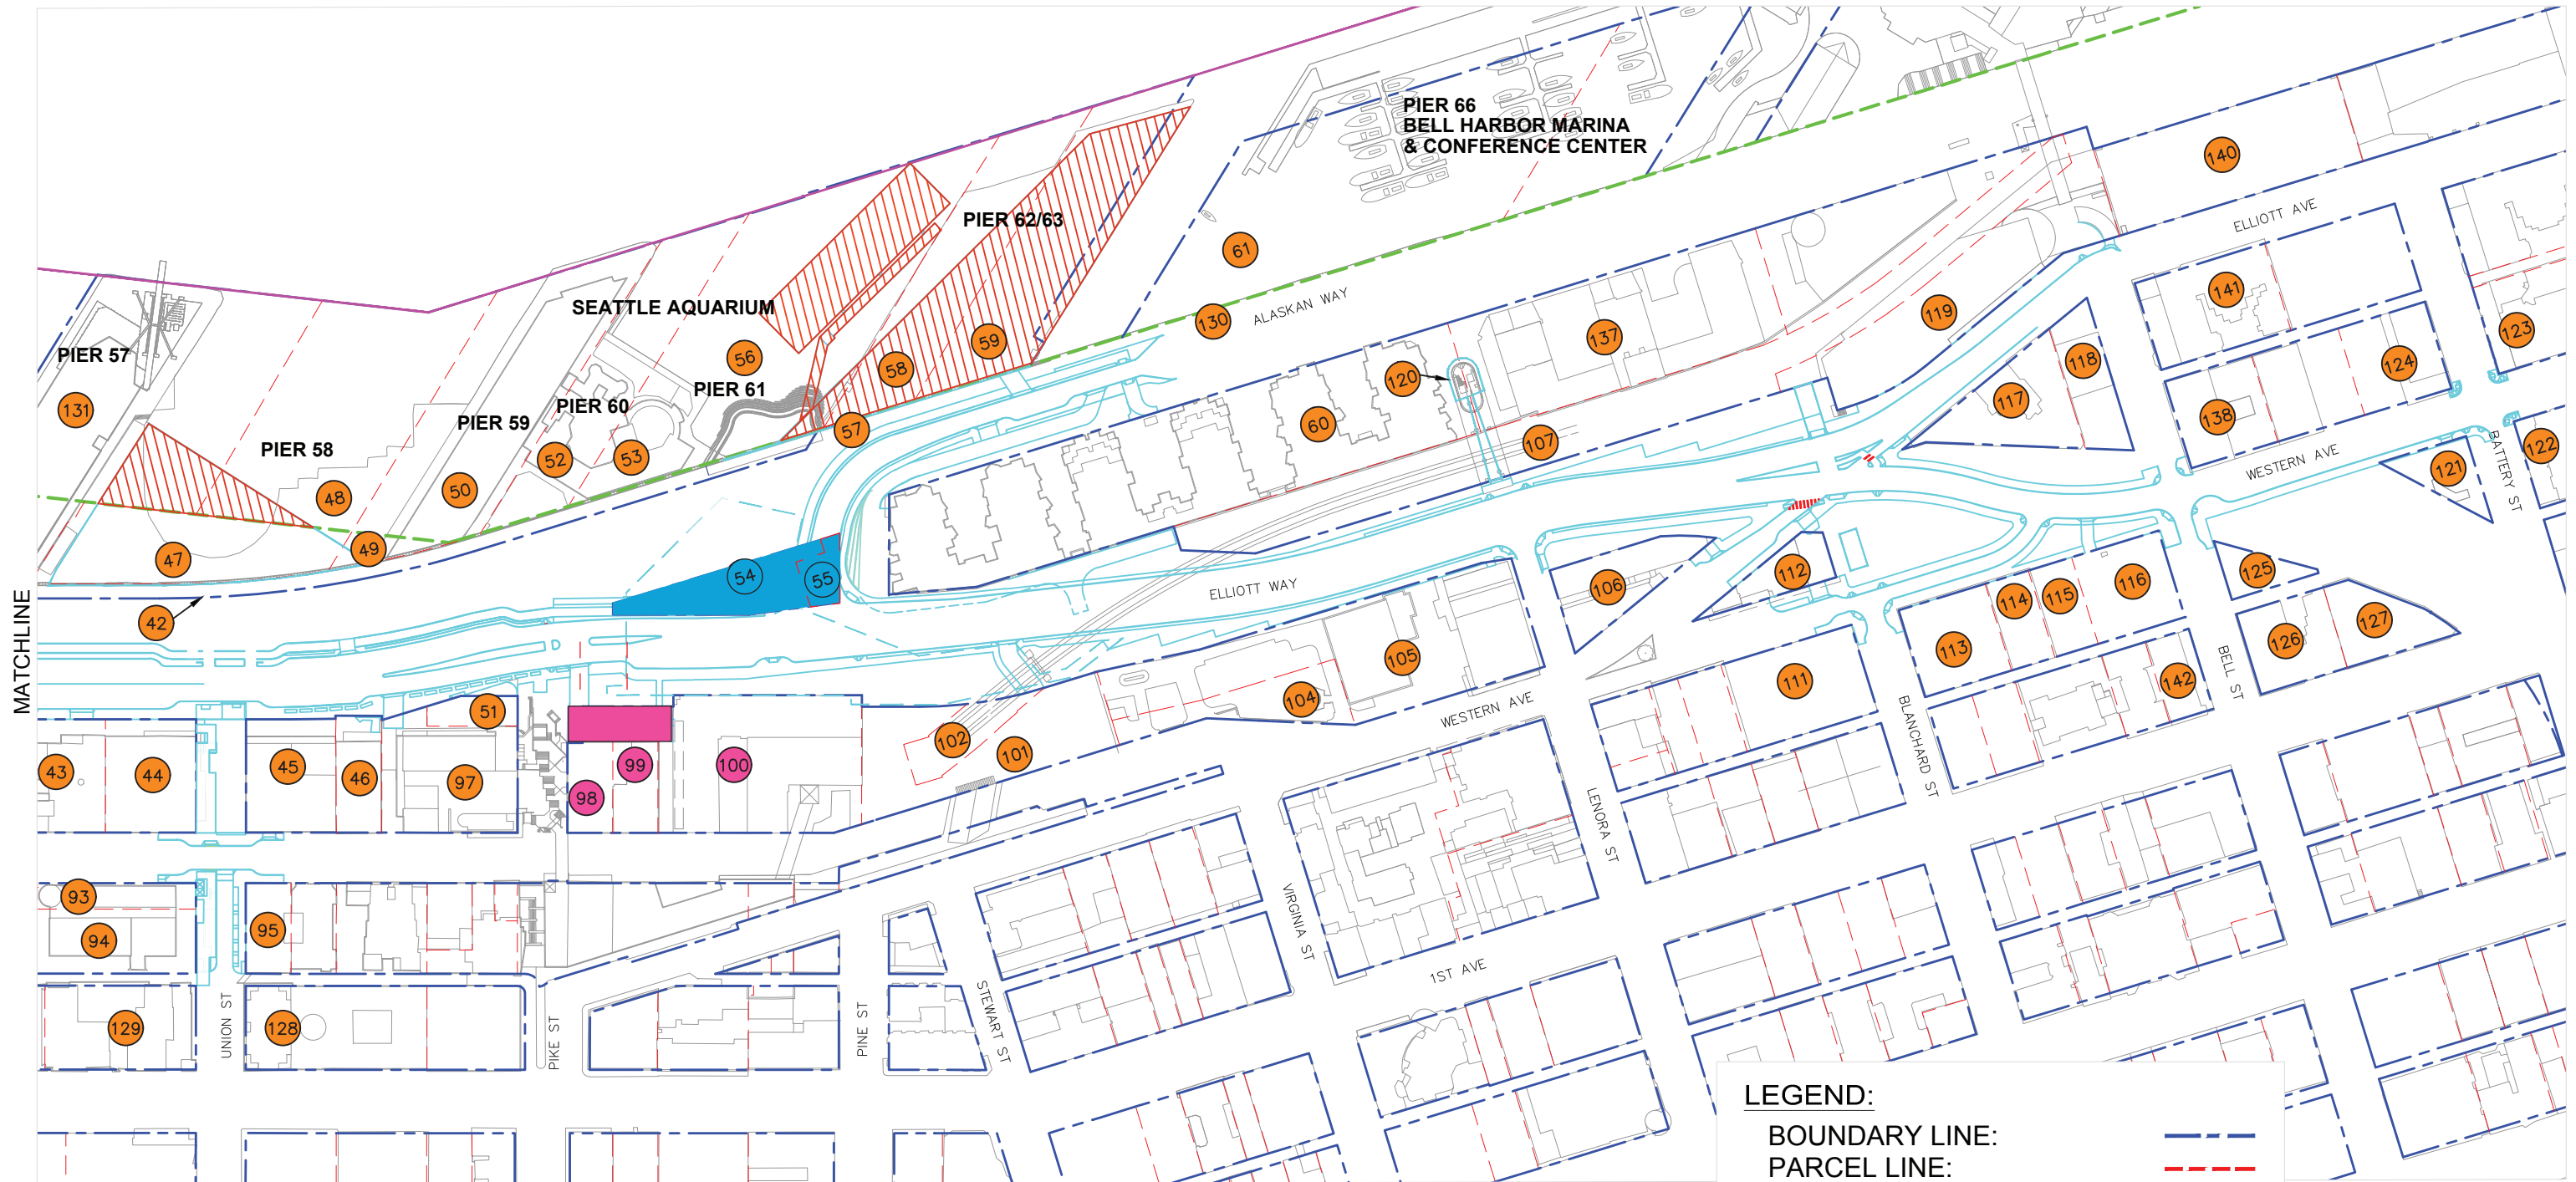 PIER 66
BELL HARBOR MARINA
& CONFERENCE CENTER
140
PIER 62/63
ELLIOTT AVE
61
141
SEATTLE AQUARIUM
ALASKAN WAY
130
119
123
137
59
PIER 57
56
118
58
124
120
PIER 61
131
PIER 60
117
138
PIER 59
60
57
107
122
PIER 58
52
53
WESTERN AVE
121
BATTERY ST
48
50
49
47
54
55
112
125
ELLIOTT WAY
106
116
115
114
MATCHLINE
42
127
126
113
105
BELL ST
111
142
104
51
WESTERN AVE
102
101
BLANCHARD ST
43
44
45
46
97
99
100
98
LENORA ST
93
VIRGINIA ST
95
94
1ST AVE
STEWART ST
129
UNION ST
128
PIKE ST
PINE ST
LEGEND:
BOUNDARY LINE:
PARCEL LINE: